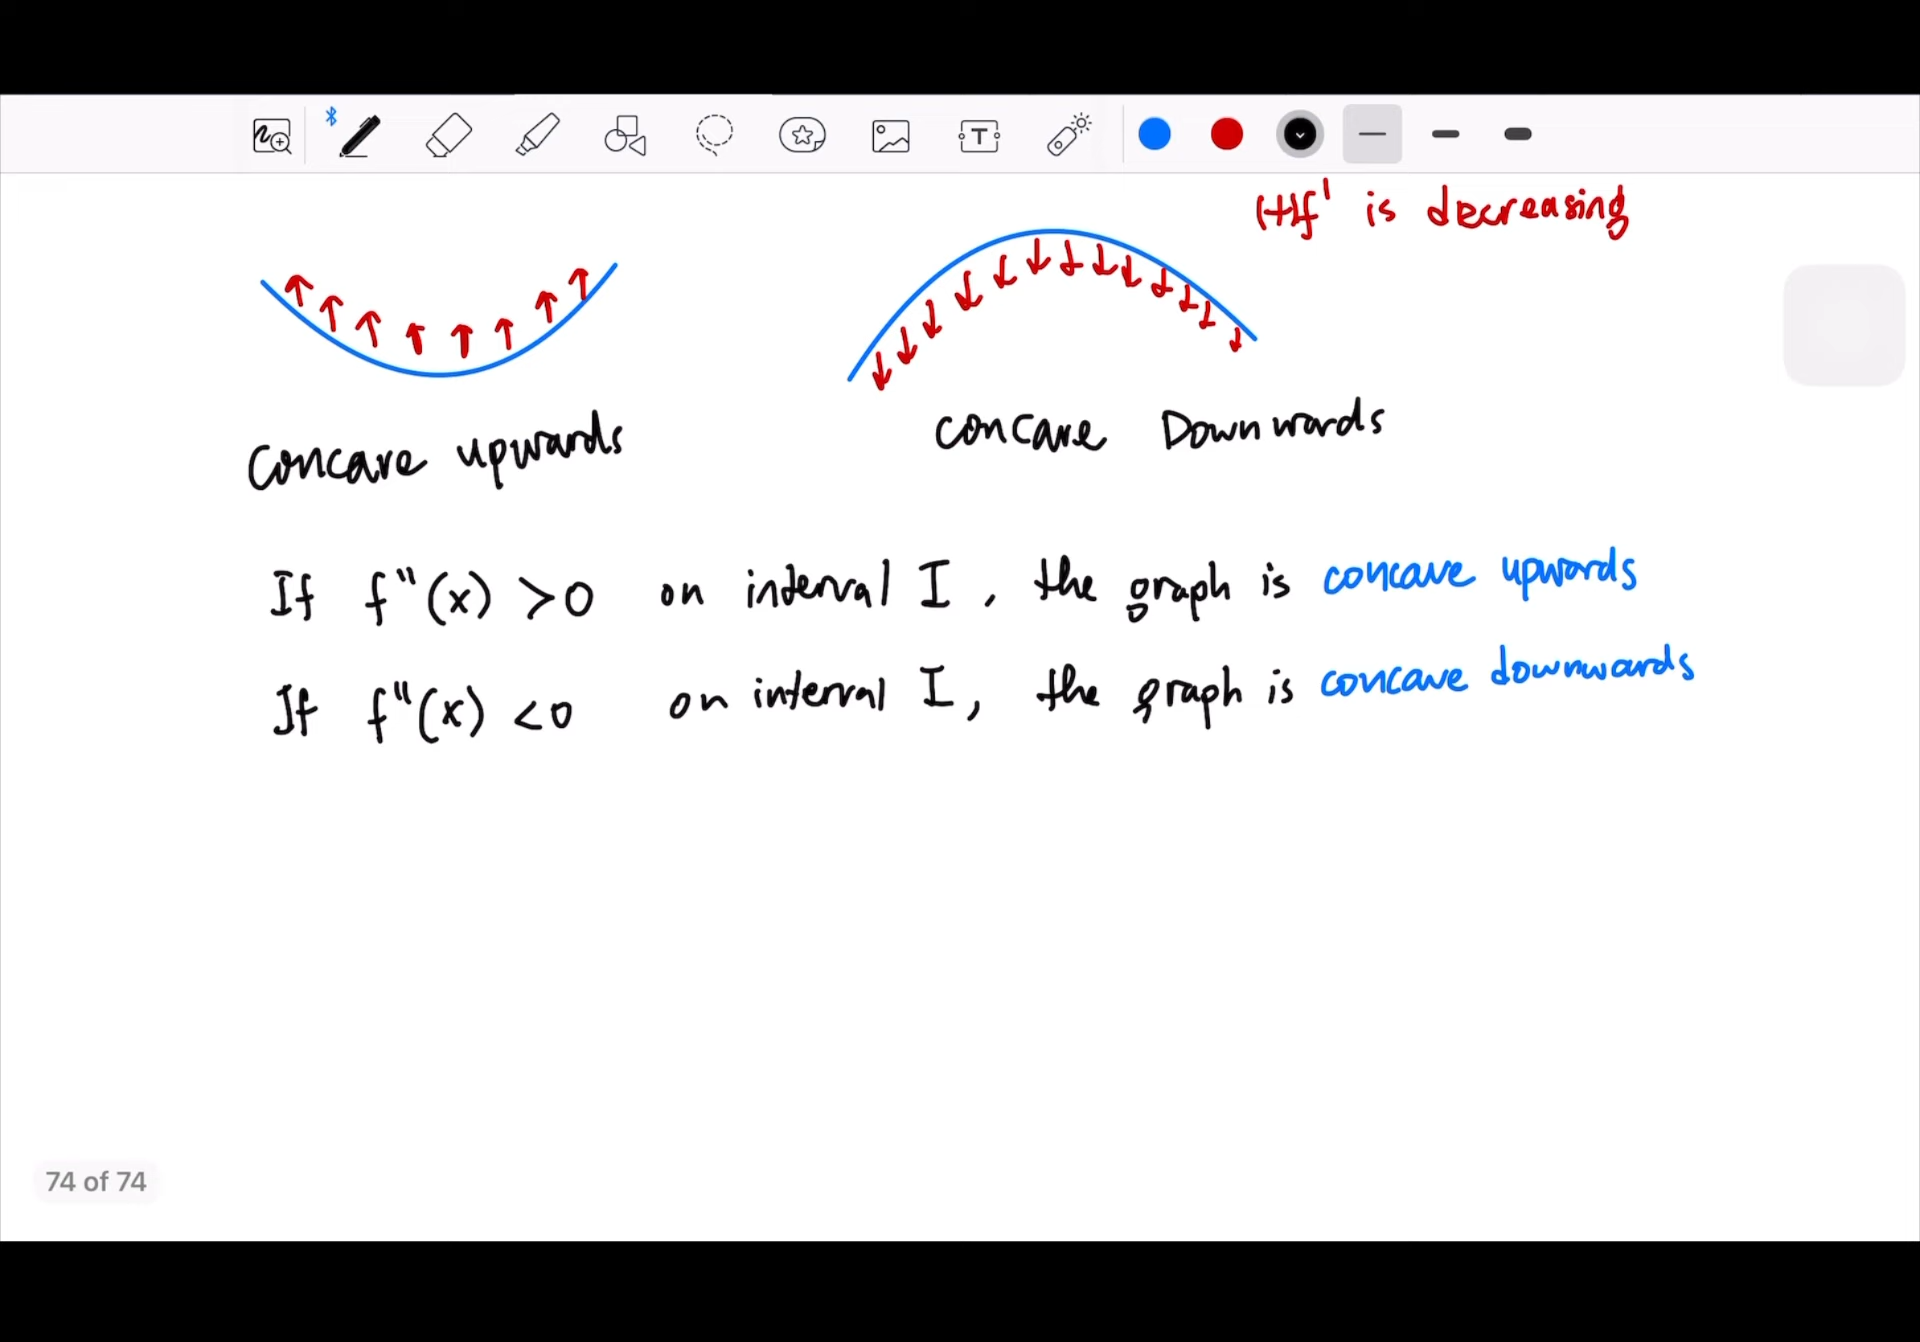 (+)f' is decreasing
concave upwards
concave Downwards
If f"(x) >0 on interval I, the graph is concave upwards
If f"(x) <0 on interval I, the graph is concave downwards
74 of 74